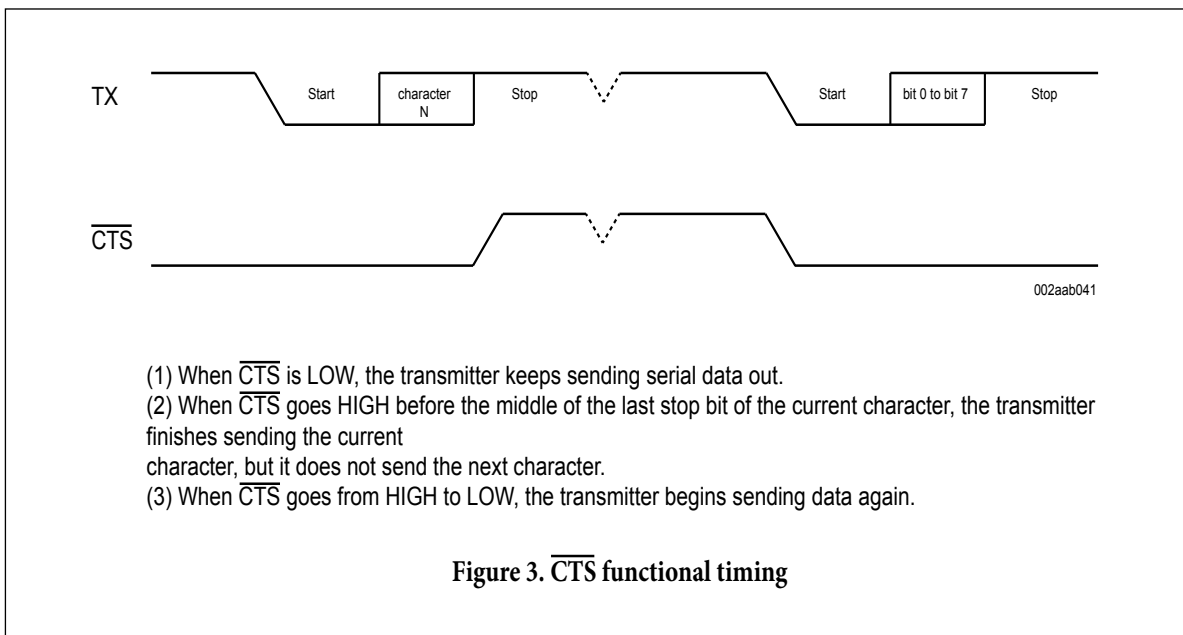 TX
Start
character
N
Stop
Start
bit 0 to bit 7
Stop
CTS
002aab041
(1) When CTS is LOW, the transmitter keeps sending serial data out.
(2) When CTS goes HIGH before the middle of the last stop bit of the current character, the transmitter
finishes sending the current
character, but it does not send the next character.
(3) When CTS goes from HIGH to LOW, the transmitter begins sending data again.
Figure 3. CTS functional timing